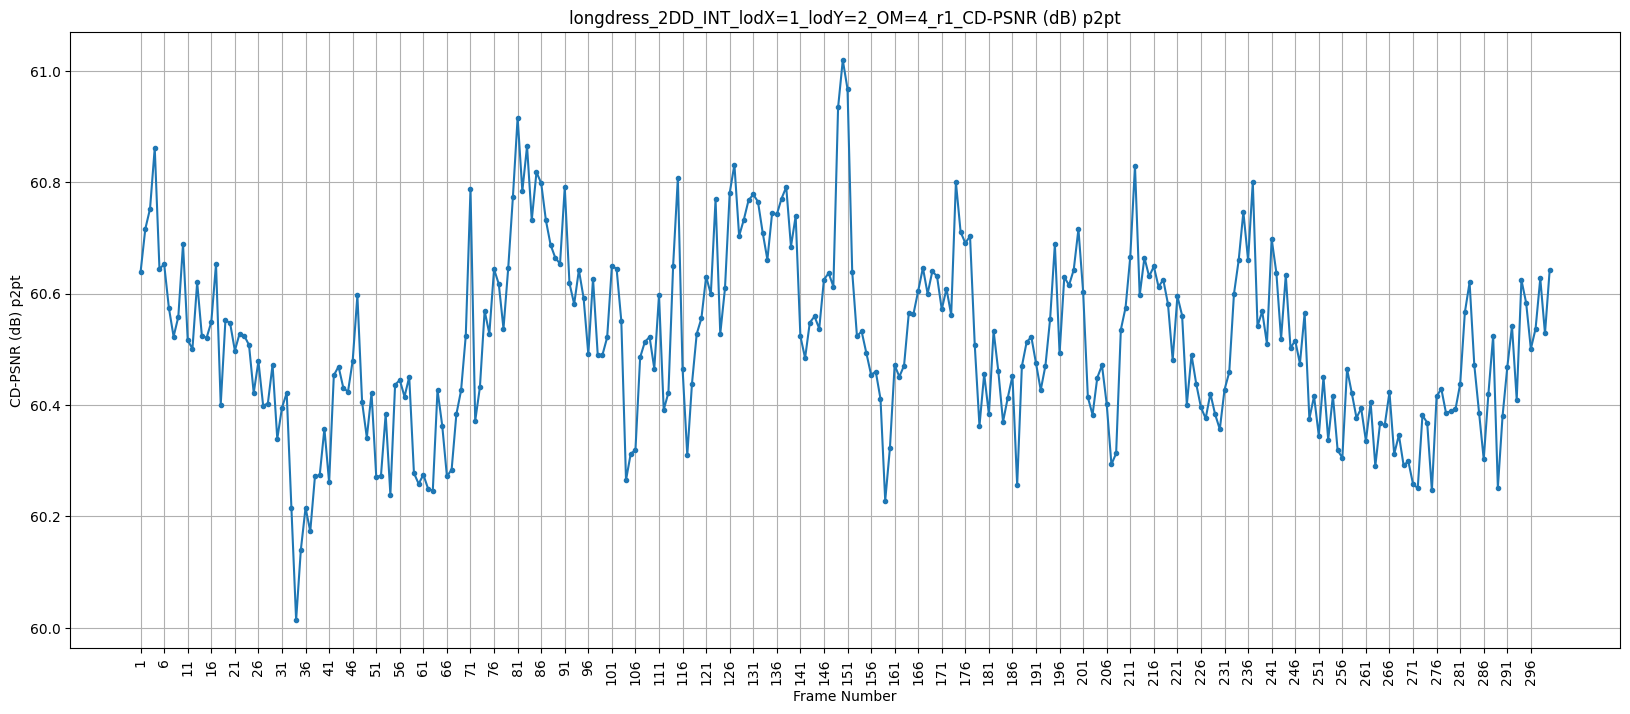 longdress_2DD_INT_lodX=1_lodY=2_OM=4_r1_CD-PSNR (dB) p2pt
CD-PSNR (dB) p2pt
61.0
60.8
60.6
60.4
60.2
60.0
1 6 11 16 21 26 31 36 41 46 51 56 61 66 71 76 81 86 91 96 101 106 111 116 121 126 131 136 141 146 151 156 161 166 171 176 181 186 191 196 201 206 211 216 221 226 231 236 241 246 251 256 261 266 271 276 281 286 291 296
Frame Number